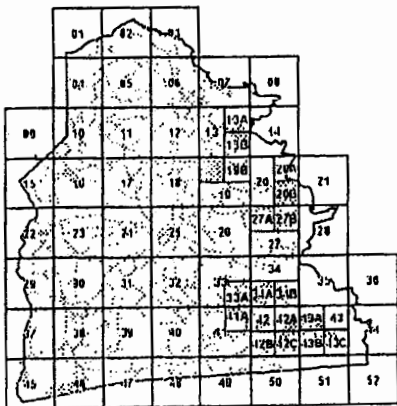 01 02 03
04 05 06 07 08
09 10 11 12 13 13A 14
13B
15 16 17 18 19B 20 20A 21
19 20B
22 23 24 25 26 27A 27B 28
27
29 30 31 32 33 34 35 36
33A 34A 34B
37 38 39 40 41 41A 42 42A 43A 43 44
42B 42C 43B 43C
45 46 47 48 49 50 51 52